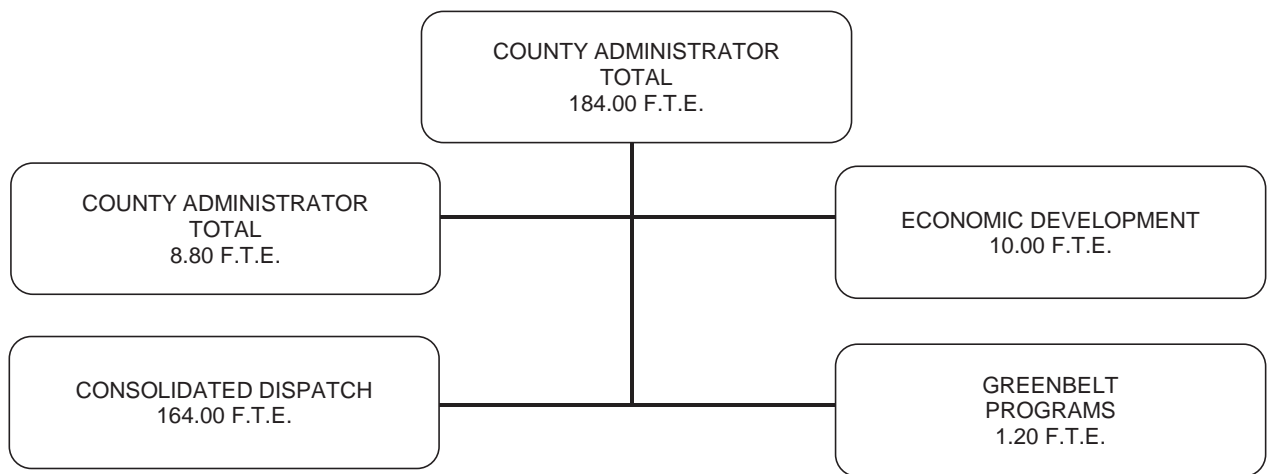 COUNTY ADMINISTRATOR
TOTAL
184.00 F.T.E.
COUNTY ADMINISTRATOR
TOTAL
8.80 F.T.E.
ECONOMIC DEVELOPMENT
10.00 F.T.E.
CONSOLIDATED DISPATCH
164.00 F.T.E.
GREENBELT
PROGRAMS
1.20 F.T.E.